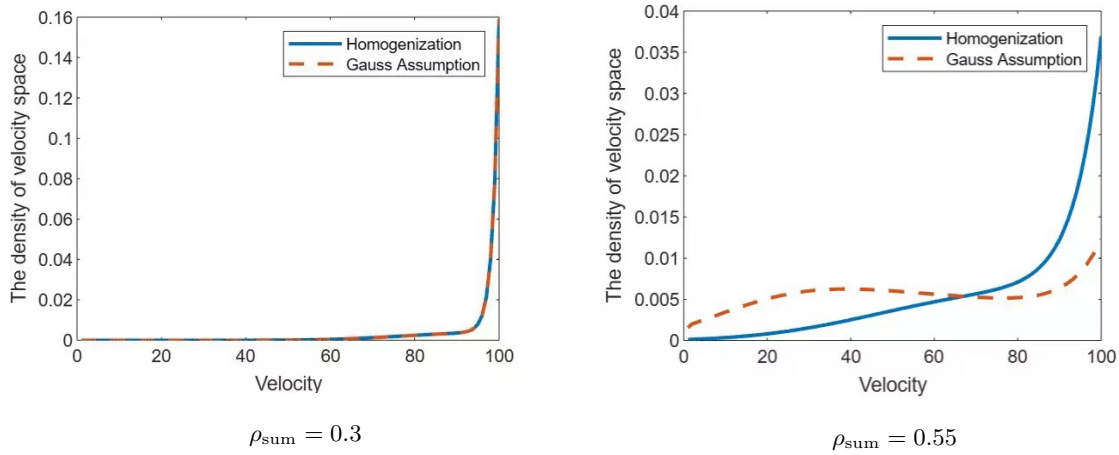 0.16
0.14
0.12
0.1
0.08
0.06
0.04
0.02
0
The density of velocity space
Homogenization
Gauss Assumption
0 20 40 60 80 100
Velocity
ρsum = 0.3
0.04
0.035
0.03
0.025
0.02
0.015
0.01
0.005
0
The density of velocity space
Homogenization
Gauss Assumption
0 20 40 60 80 100
Velocity
ρsum = 0.55